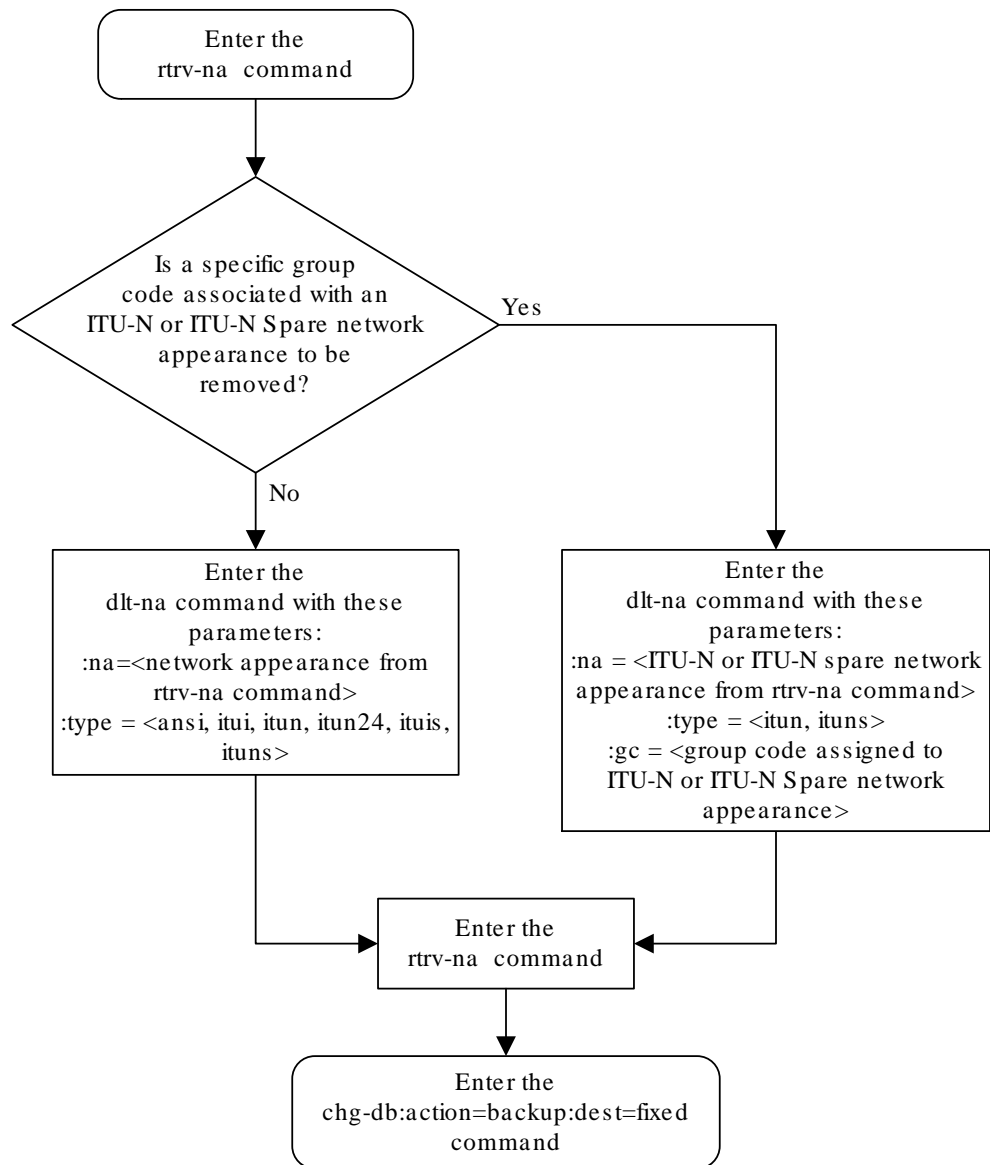 Enter the
rtrv-na command
Is a specific group
code associated with an
ITU-N or ITU-N Spare network
appearance to be
removed?
Yes
No
Enter the
dlt-na command with these
parameters:
:na=<network appearance from
rtrv-na command>
:type = <ansi, itui, itun, itun24, ituis,
ituns>
Enter the
dlt-na command with these
parameters:
:na = <ITU-N or ITU-N spare network
appearance from rtrv-na command>
:type = <itun, ituns>
:gc = <group code assigned to
ITU-N or ITU-N Spare network
appearance>
Enter the
rtrv-na command
Enter the
chg-db:action=backup:dest=fixed
command